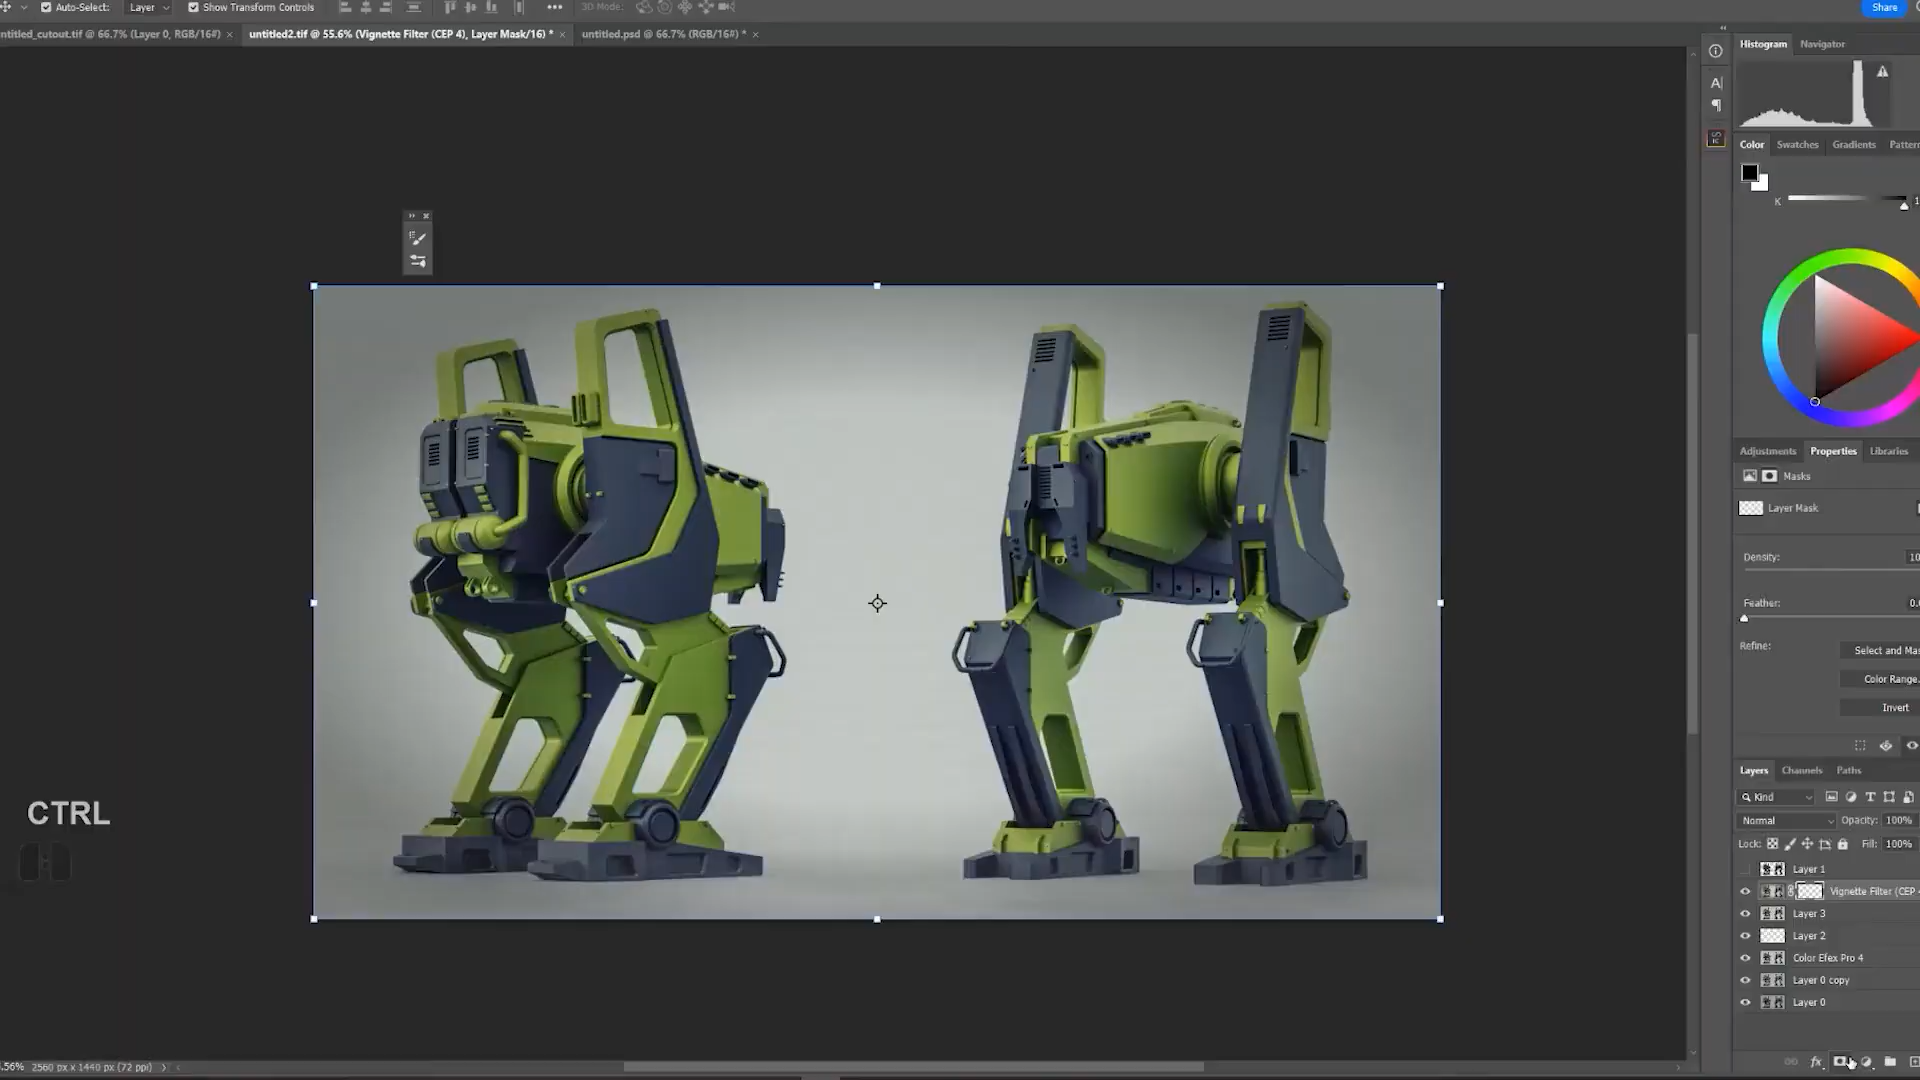 Auto-Select: Layer Show Transform Controls 3D Mode: Share
ntitled_cutout.tif @ 66.7% (Layer 0, RGB/16#) × untitled2.tif @ 55.6% (Vignette Filter (CEP 4), Layer Mask/16) * × untitled.psd @ 66.7% (RGB/16#) * ×
Histogram Navigator
Color Swatches Gradients Pattern
K
Adjustments Properties Libraries
Masks
Layer Mask
Density:
Feather:
Refine:
Select and Mas
Color Range.
Invert
Layers Channels Paths
Kind
Normal Opacity: 100%
Lock: Fill: 100%
Layer 1
Vignette Filter (CEP
Layer 3
Layer 2
Color Efex Pro 4
Layer 0 copy
Layer 0
CTRL
.56% 2560 px x 1440 px (72 ppi)
fx